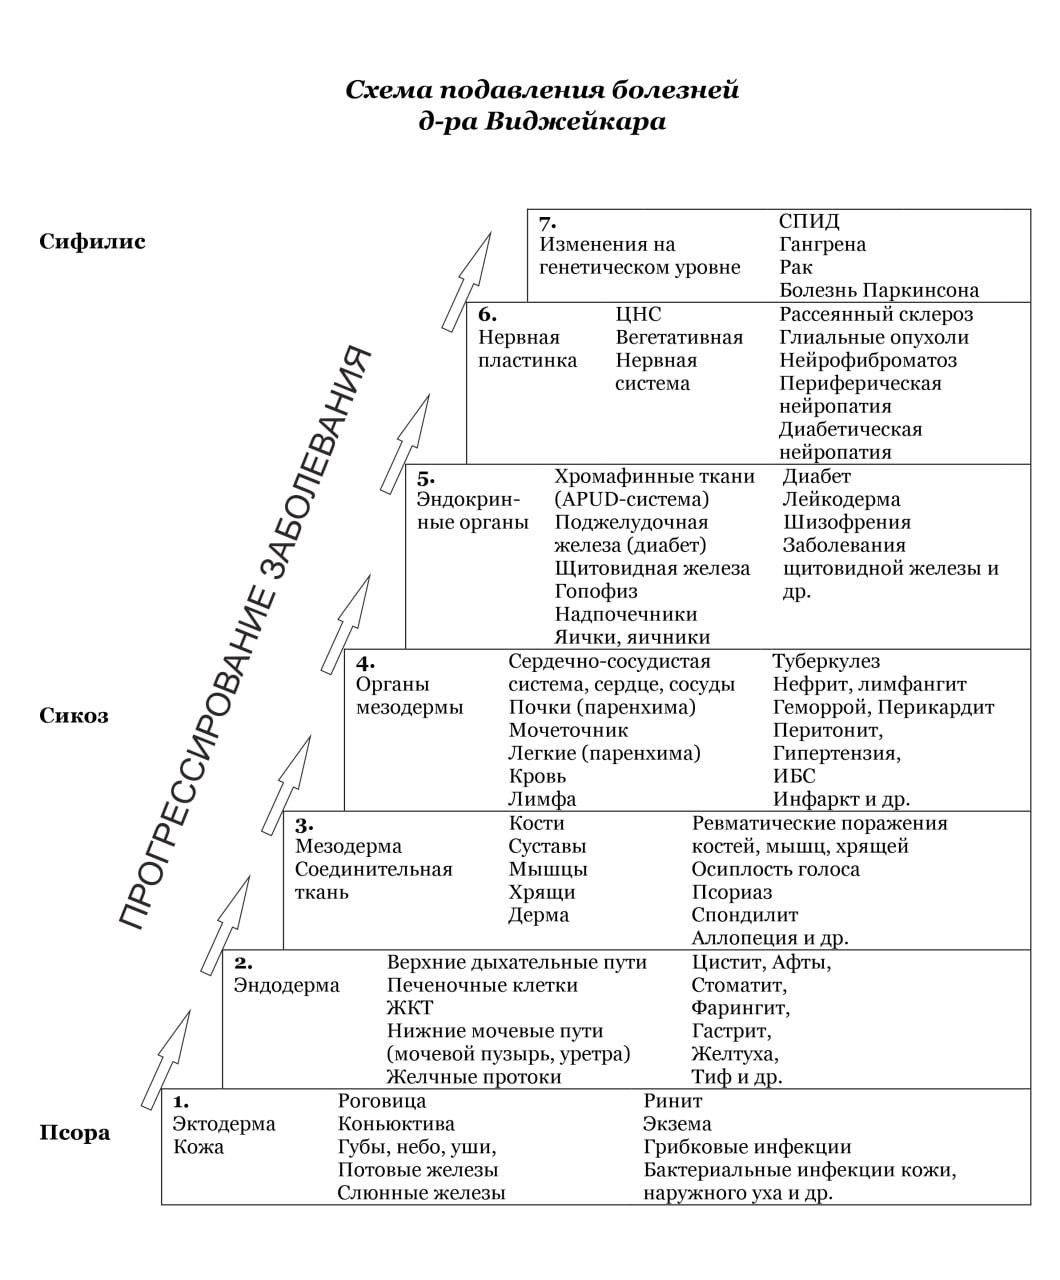 Схема подавления болезней
д-ра Виджейкара
Сифилис
Сикоз
Псора
ПРОГРЕССИРОВАНИЕ ЗАБОЛЕВАНИЯ
7.
Изменения на
генетическом уровне
СПИД
Гангрена
Рак
Болезнь Паркинсона
6.
Нервная
пластинка
ЦНС
Вегетативная
Нервная
система
Рассеянный склероз
Глиальные опухоли
Нейрофиброматоз
Периферическая
нейропатия
Диабетическая
нейропатия
5.
Эндокрин-
ные органы
Хромафинные ткани
(APUD-система)
Поджелудочная
железа (диабет)
Щитовидная железа
Гопофиз
Надпочечники
Яички, яичники
Диабет
Лейкодерма
Шизофрения
Заболевания
щитовидной железы и
др.
4.
Органы
мезодермы
Сердечно-сосудистая
система, сердце, сосуды
Почки (паренхима)
Мочеточник
Легкие (паренхима)
Кровь
Лимфа
Туберкулез
Нефрит, лимфангит
Геморрой, Перикардит
Перитонит,
Гипертензия,
ИБС
Инфаркт и др.
3.
Мезодерма
Соединительная
ткань
Кости
Суставы
Мышцы
Хрящи
Дерма
Ревматические поражения
костей, мышц, хрящей
Осиплость голоса
Псориаз
Спондилит
Аллопеция и др.
2.
Эндодерма
Верхние дыхательные пути
Печеночные клетки
ЖКТ
Нижние мочевые пути
(мочевой пузырь, уретра)
Желчные протоки
Цистит, Афты,
Стоматит,
Фарингит,
Гастрит,
Желтуха,
Тиф и др.
1.
Эктодерма
Кожа
Роговица
Коньюктива
Губы, небо, уши,
Потовые железы
Слюнные железы
Ринит
Экзема
Грибковые инфекции
Бактериальные инфекции кожи,
наружного уха и др.